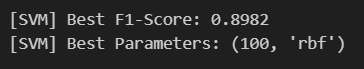 [SVM] Best F1-Score: 0.8982
[SVM] Best Parameters: (100, 'rbf')